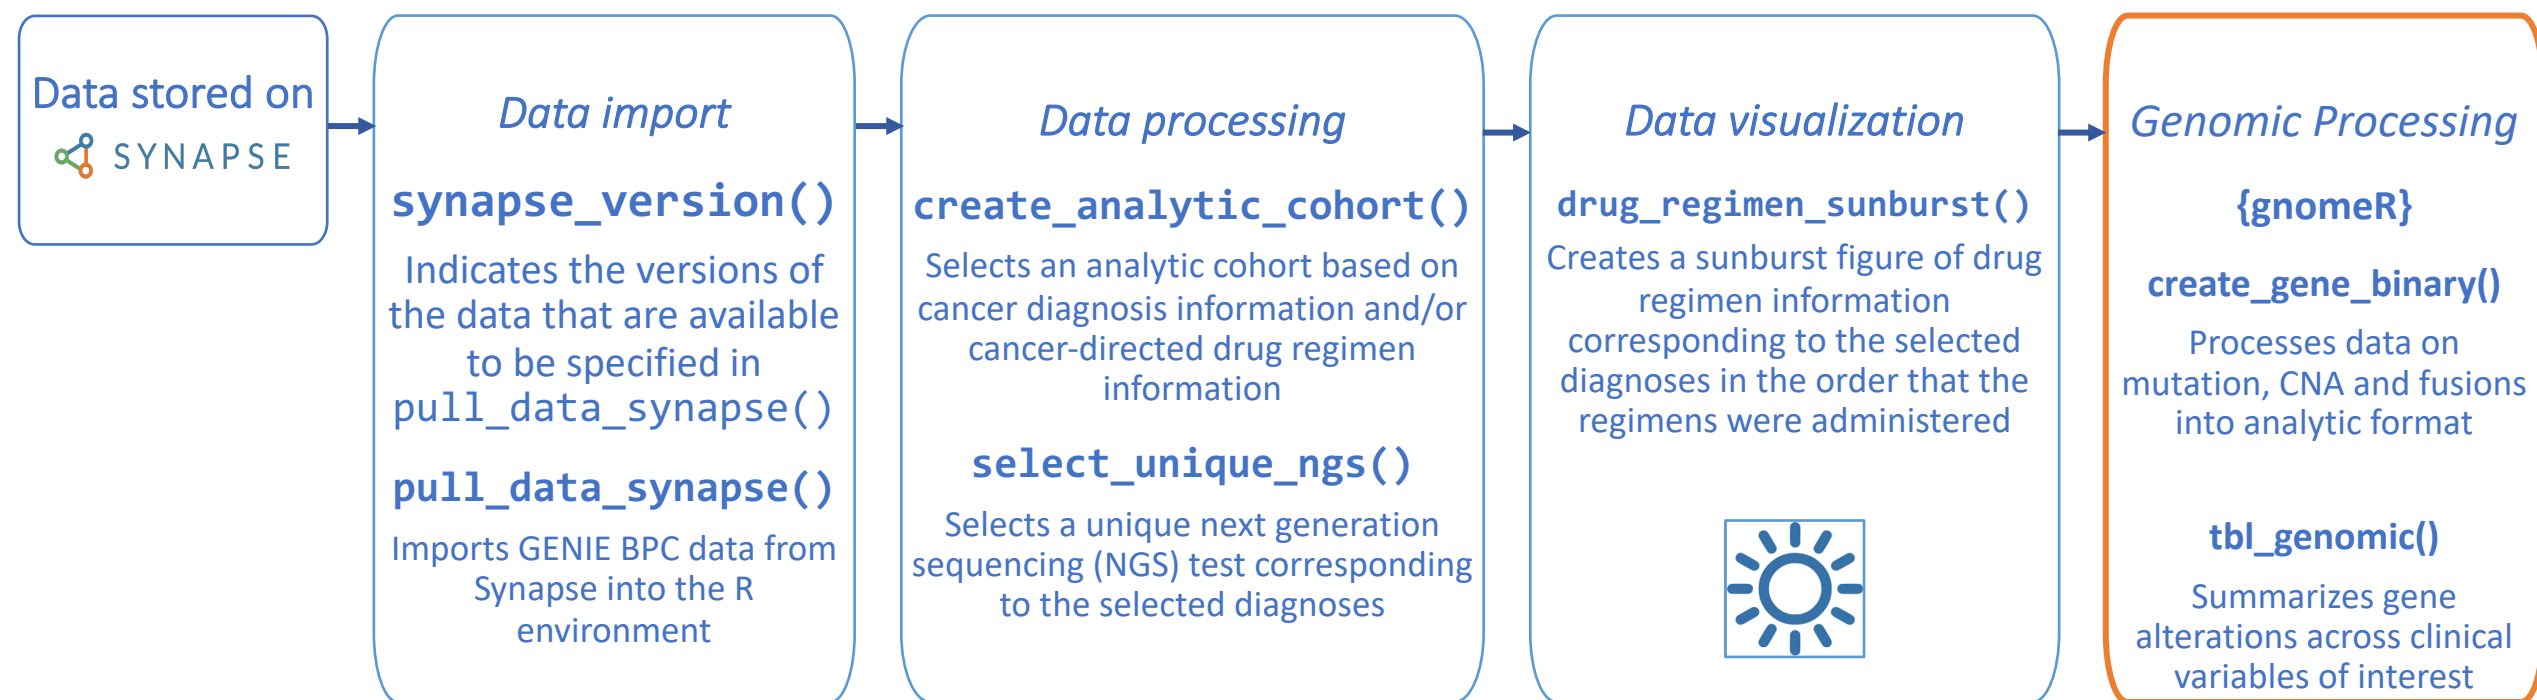 Data stored on
SYNAPSE
Data import
synapse_version()
Indicates the versions of
the data that are available
to be specified in
pull_data_synapse()
pull_data_synapse()
Imports GENIE BPC data from
Synapse into the R
environment
Data processing
create_analytic_cohort()
Selects an analytic cohort based on
cancer diagnosis information and/or
cancer-directed drug regimen
information
select_unique_ngs()
Selects a unique next generation
sequencing (NGS) test corresponding
to the selected diagnoses
Data visualization
drug_regimen_sunburst()
Creates a sunburst figure of drug
regimen information
corresponding to the selected
diagnoses in the order that the
regimens were administered
Genomic Processing
{gnomeR}
create_gene_binary()
Processes data on
mutation, CNA and fusions
into analytic format
tbl_genomic()
Summarizes gene
alterations across clinical
variables of interest